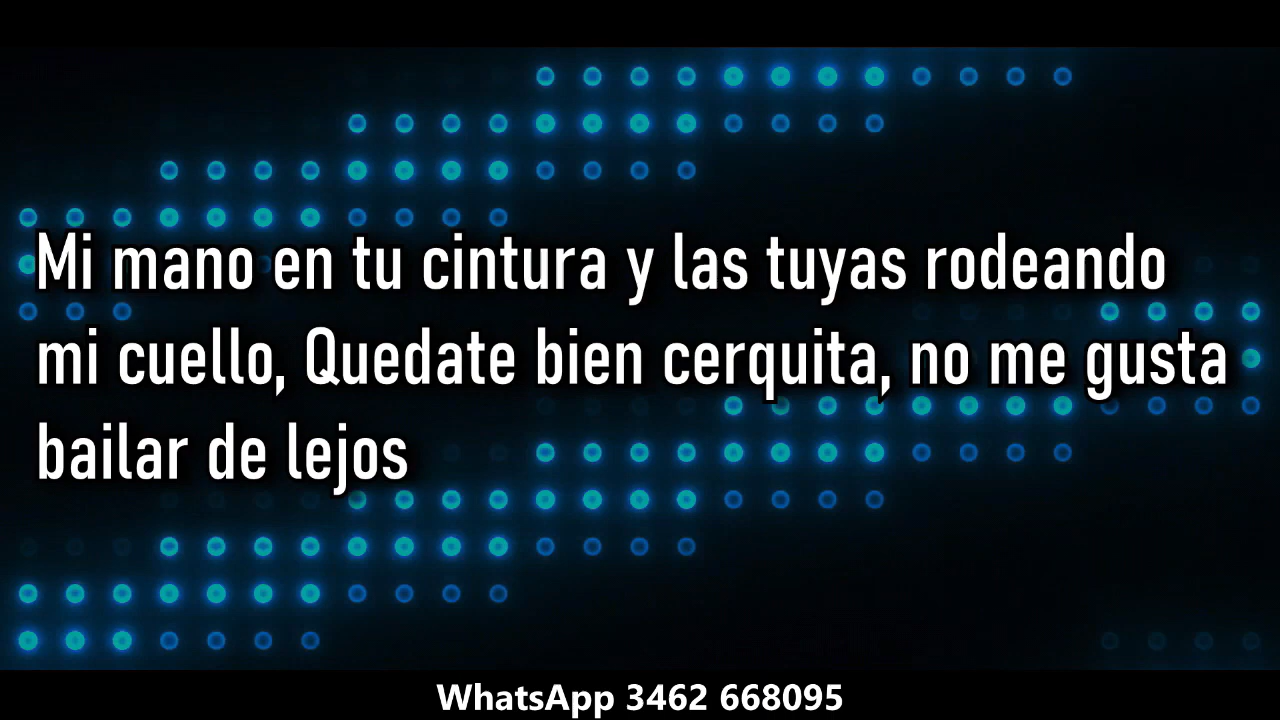 Mi mano en tu cintura y las tuyas rodeando
mi cuello, Quedate bien cerquita, no me gusta
bailar de lejos
WhatsApp 3462 668095